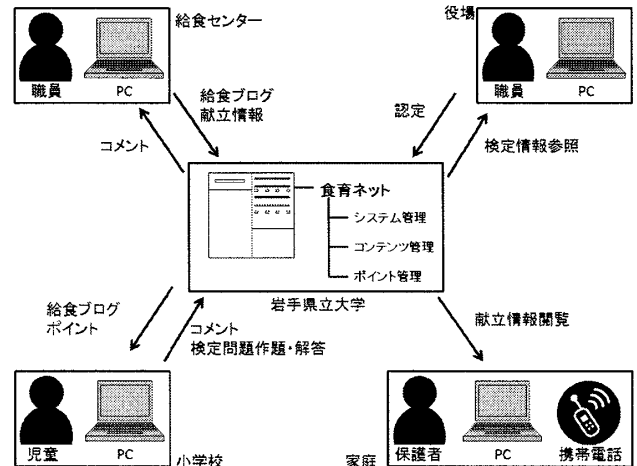 給食センター
役場
職員
PC
職員
PC
給食ブログ
献立情報
認定
コメント
検定情報参照
食育ネット
システム管理
コンテンツ管理
ポイント管理
岩手県立大学
給食ブログ
ポイント
コメント
検定問題作題・解答
献立情報閲覧
児童
PC
小学校
家庭
保護者
PC
携帯電話